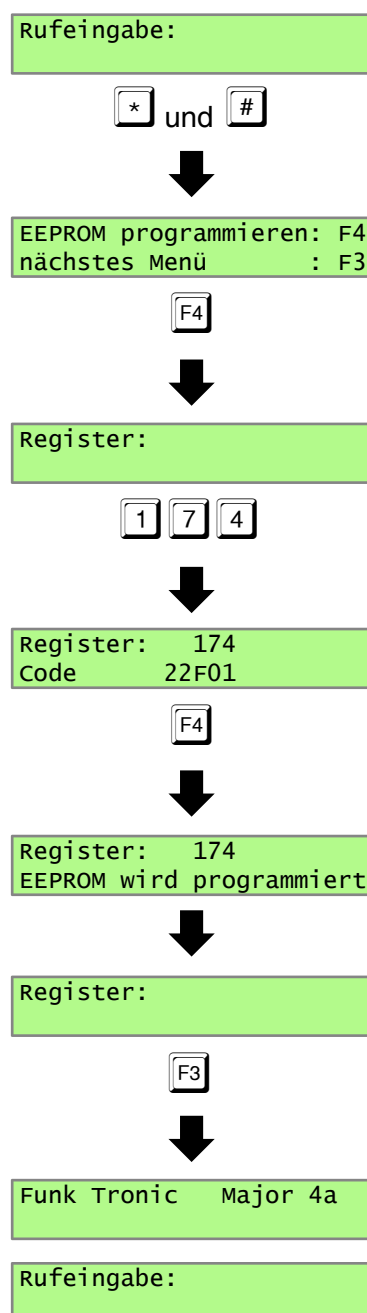 Rufeingabe:
* und #
EEPROM programmieren: F4
nächstes Menü : F3
F4
Register:
1 7 4
Register: 174
Code 22F01
F4
Register: 174
EEPROM wird programmiert
Register:
F3
Funk Tronic Major 4a
Rufeingabe: